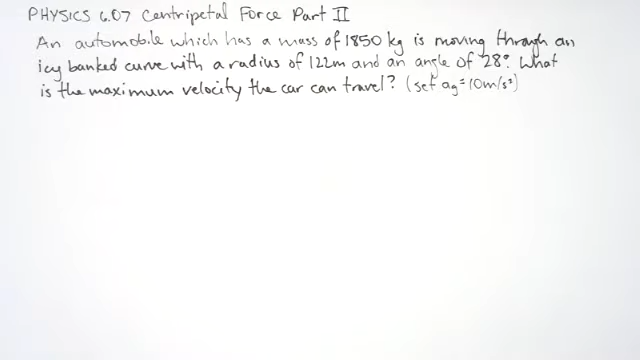 PHYSICS 6.07 Centripetal Force Part II
An automobile which has a mass of 1850 kg is moving through an
icy banked curve with a radius of 122m and an angle of 28°. What
is the maximum velocity the car can travel? (set ag=10m/s²)